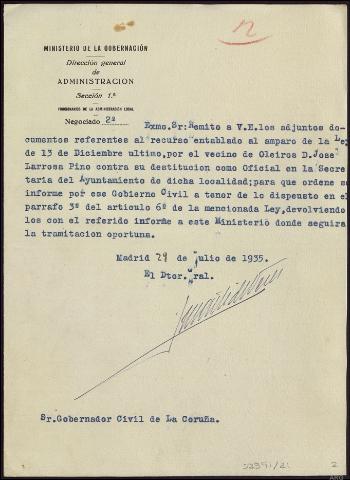 12
MINISTERIO DE LA GOBERNACIÓN
Dirección general
de
ADMINISTRACION
Sección 1.ª
FUNCIONARIOS DE LA ADMINISTRACIÓN LOCAL
Negociado 2ª
Exmo.Sr:Remito a V.E.los adjuntos do-
cumentos referentes al recurso entablado al amparo de la Ley
de 13 de Diciembre ultimo,por el vecino de Oleiros D.Jose
Larrosa Pino contra su destitucion como Oficial en la Secre
taria del Ayuntamiento de dicha localidad;para que ordene se
informe por ese Gobierno Civil a tenor de lo dispuesto en el
parrafo 3º del articulo 6º de la mencionada Ley,devolviendo
los con el referido informe a este Ministerio donde seguira
la tramitacion oportuna.
Madrid 29 de julio de 1935.
El Dtor.Gral.
Sr.Gobernador Civil de La Coruña.
2